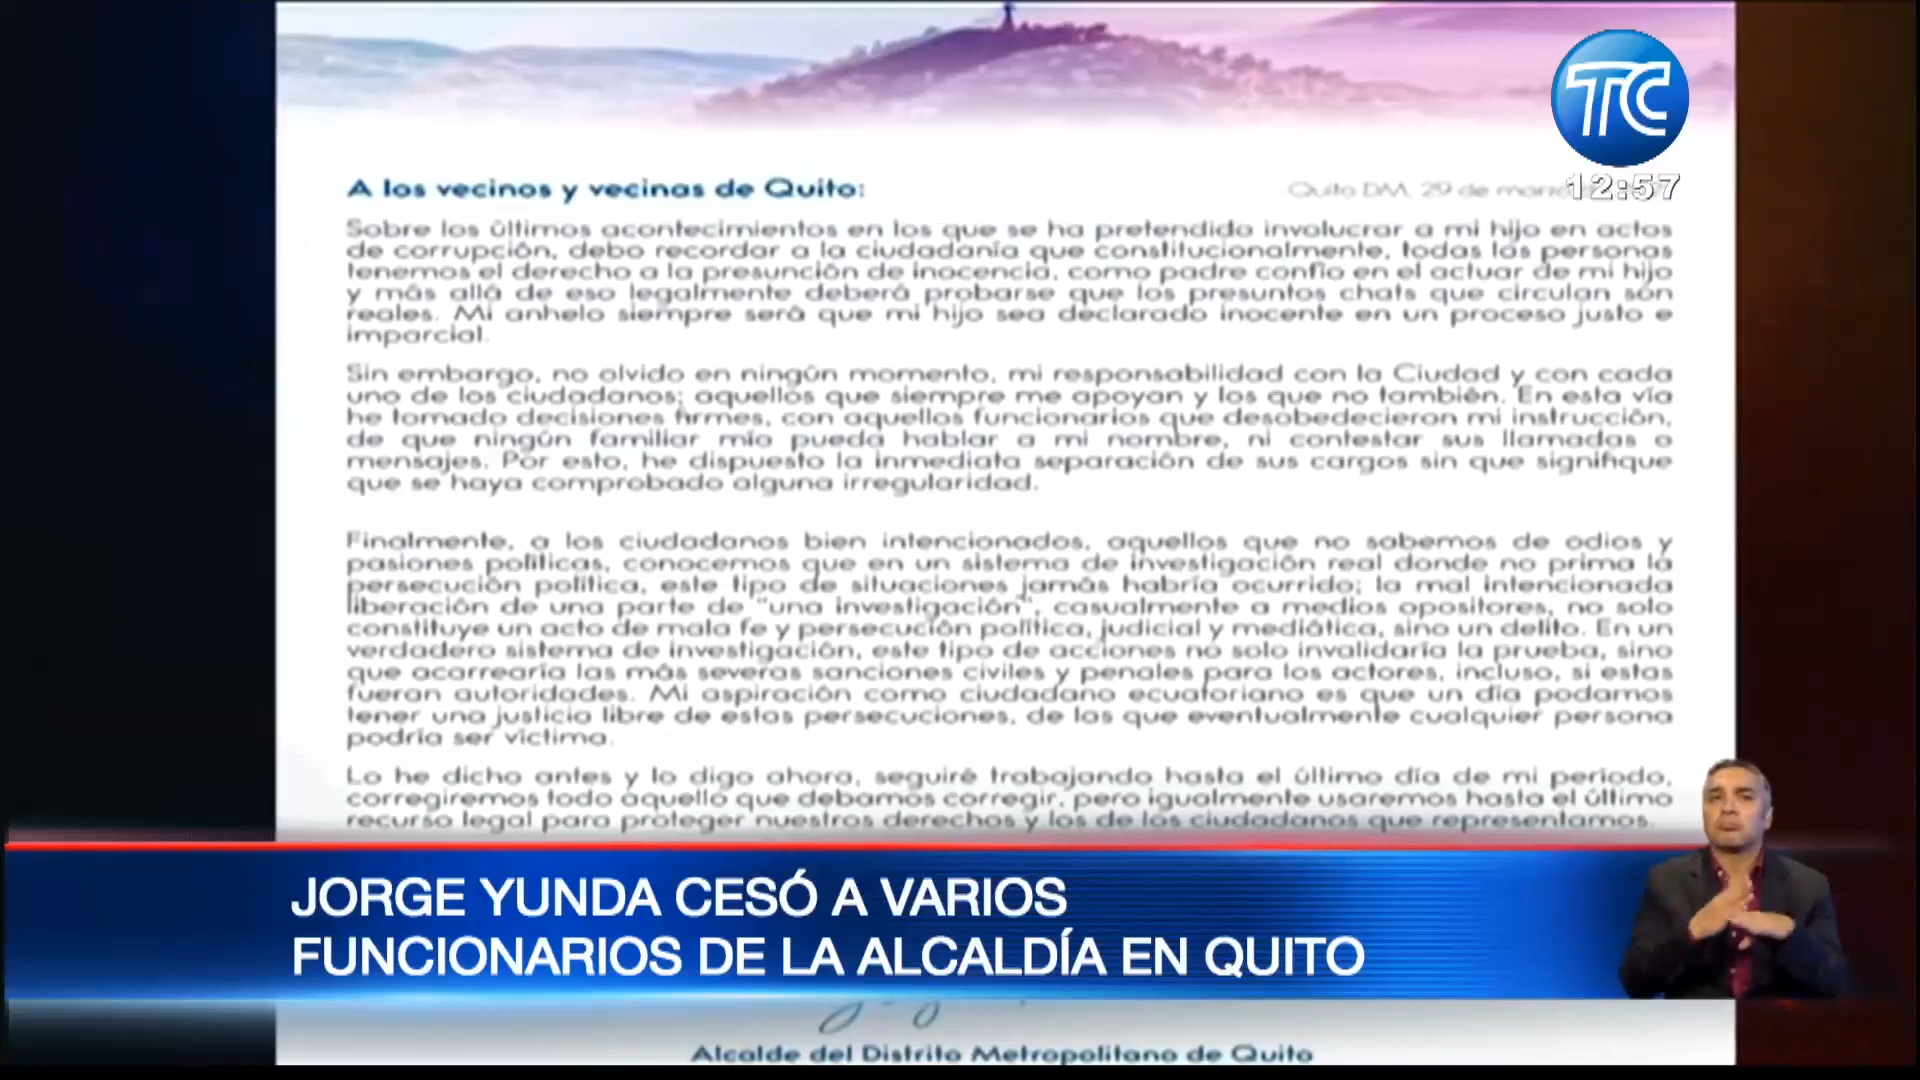 TC
12:57
A los vecinos y vecinas de Quito:
Quito DM, 29 de
Sobre los últimos acontecimientos en los que se ha pretendido involucrar a mi hijo en actos
de corrupción, debo recordar a la ciudadanía que constitucionalmente, todas las personas
tenemos el derecho a la presunción de inocencia, como padre confío en el actuar de mi hijo
y más allá de eso legalmente deberá probarse que los presuntos chats que circulan son
reales. Mi anhelo siempre será que mi hijo sea declarado inocente en un proceso justo e
imparcial.
Sin embargo, no olvido en ningún momento, mi responsabilidad con la Ciudad y con cada
uno de los ciudadanos; aquellos que siempre me apoyan y los que no también. En esta vía
he tomado decisiones firmes, con aquellos funcionarios que desobedecieron mi instrucción,
de que ningún familiar mío pueda hablar a mi nombre, ni contestar sus llamadas o
mensajes. Por esto, he dispuesto la inmediata separación de sus cargos sin que signifique
que se haya comprobado alguna irregularidad.
Finalmente, a los ciudadanos bien intencionados, aquellos que no sabemos de odios y
pasiones políticas, conocemos que en un sistema de investigación real donde no prima la
persecución política, este tipo de situaciones jamás habría ocurrido; la mal intencionada
liberación de una parte de "una investigación", casualmente a medios opositores, no solo
constituye un acto de mala fe y persecución política, judicial y mediática, sino un delito. En un
verdadero sistema de investigación, este tipo de acciones no solo invalidaría la prueba, sino
que acarrearía las más severas sanciones civiles y penales para los actores, incluso, si estas
fueran autoridades. Mi aspiración como ciudadano ecuatoriano es que un día podamos
tener una justicia libre de estas persecuciones, de las que eventualmente cualquier persona
podría ser víctima.
Lo he dicho antes y lo digo ahora, seguiré trabajando hasta el último día de mi período,
corregiremos todo aquello que debamos corregir, pero igualmente usaremos hasta el último
recurso legal para proteger nuestros derechos y los de los ciudadanos que representamos.
JORGE YUNDA CESÓ A VARIOS
FUNCIONARIOS DE LA ALCALDÍA EN QUITO
Alcalde del Distrito Metropolitano de Quito